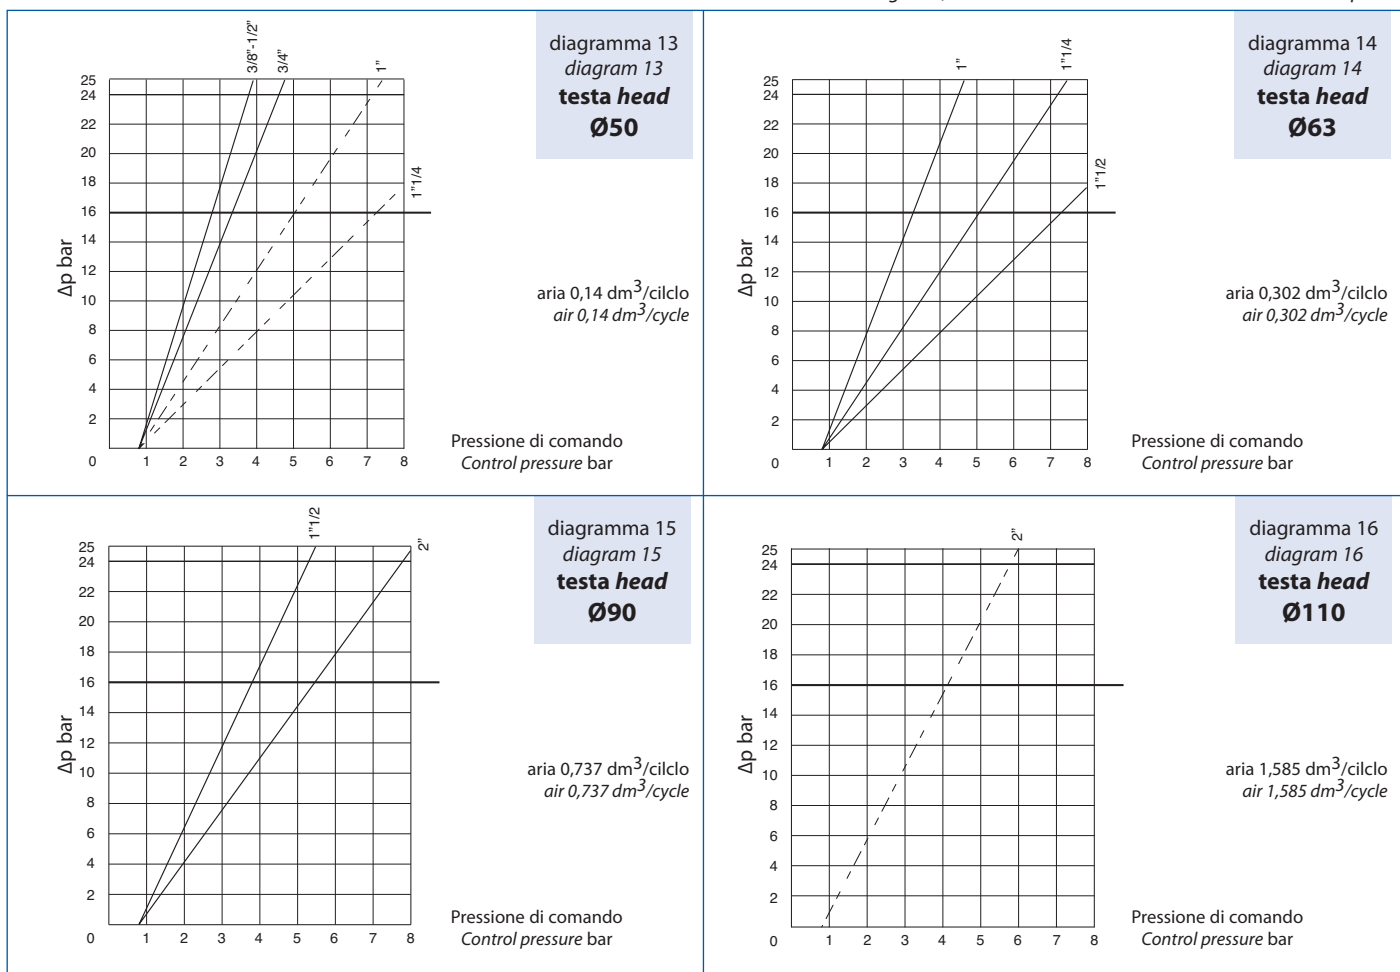 3/8"-1/2"
3/4"
1"
1"1/4
25
24
22
20
18
16
14
12
10
8
6
4
2
0
1 2 3 4 5 6 7 8
Δp bar
diagramma 13
diagram 13
testa head
Ø50
aria 0,14 dm³/cilclo
air 0,14 dm³/cycle
Pressione di comando
Control pressure bar
1"
1"1/4
1"1/2
25
24
22
20
18
16
14
12
10
8
6
4
2
0
1 2 3 4 5 6 7 8
Δp bar
diagramma 14
diagram 14
testa head
Ø63
aria 0,302 dm³/cilclo
air 0,302 dm³/cycle
Pressione di comando
Control pressure bar
1"1/2
2"
25
24
22
20
18
16
14
12
10
8
6
4
2
0
1 2 3 4 5 6 7 8
Δp bar
diagramma 15
diagram 15
testa head
Ø90
aria 0,737 dm³/cilclo
air 0,737 dm³/cycle
Pressione di comando
Control pressure bar
2"
25
24
22
20
18
16
14
12
10
8
6
4
2
0
1 2 3 4 5 6 7 8
Δp bar
diagramma 16
diagram 16
testa head
Ø110
aria 1,585 dm³/cilclo
air 1,585 dm³/cycle
Pressione di comando
Control pressure bar